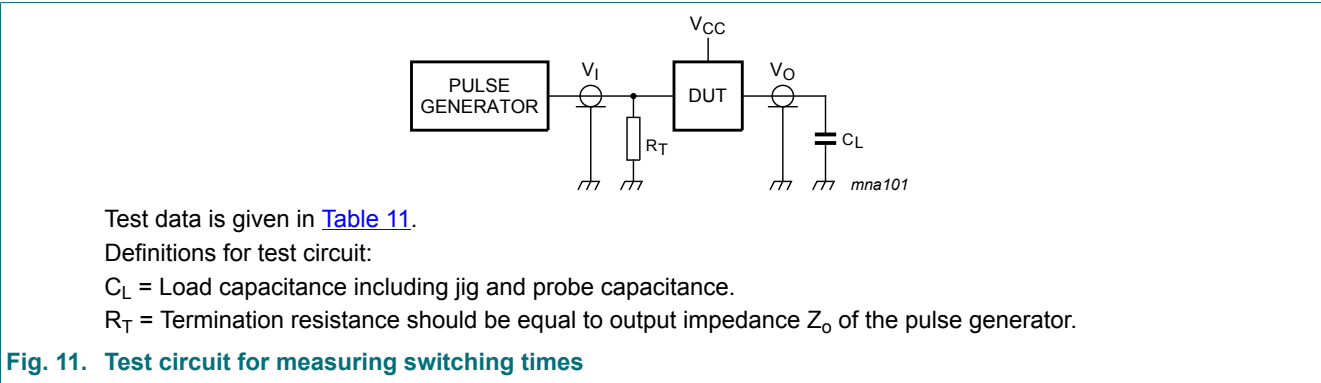 VCC
PULSE
GENERATOR
VI
DUT
VO
RT
CL
mna101
Test data is given in Table 11.
Definitions for test circuit:
CL = Load capacitance including jig and probe capacitance.
RT = Termination resistance should be equal to output impedance Zo of the pulse generator.
Fig. 11. Test circuit for measuring switching times